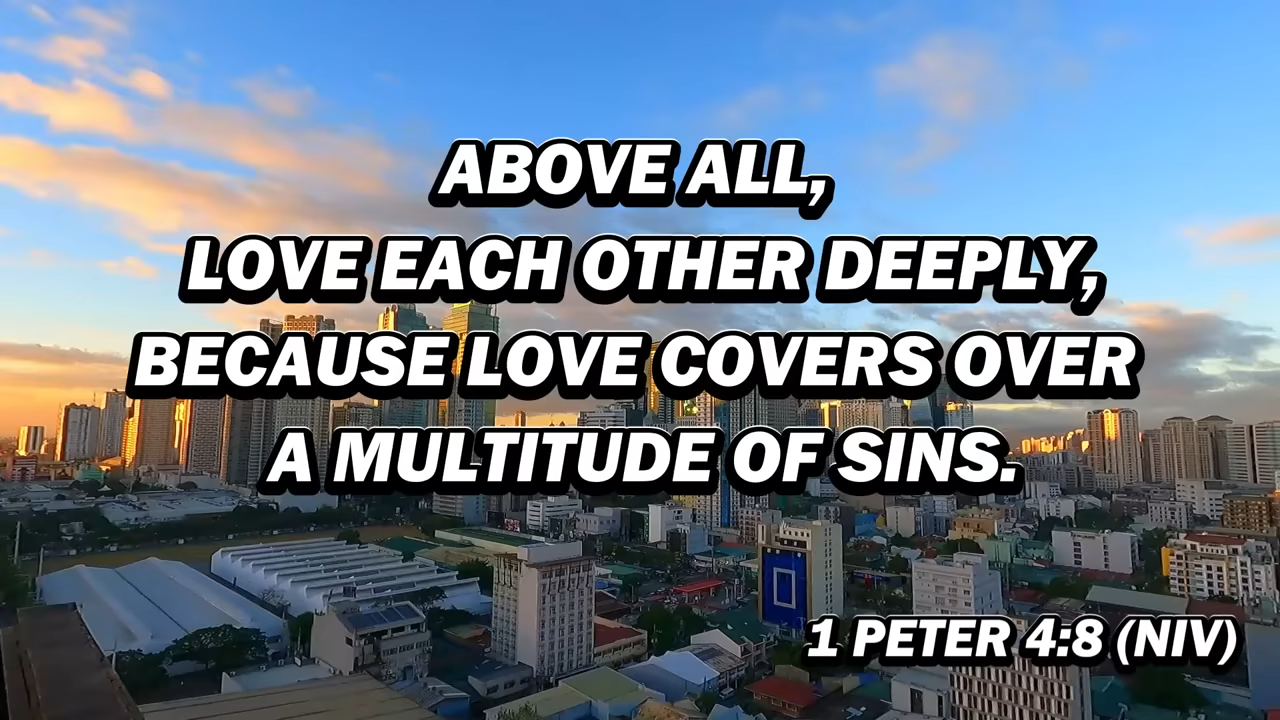 ABOVE ALL,
LOVE EACH OTHER DEEPLY,
BECAUSE LOVE COVERS OVER
A MULTITUDE OF SINS.
1 PETER 4:8 (NIV)